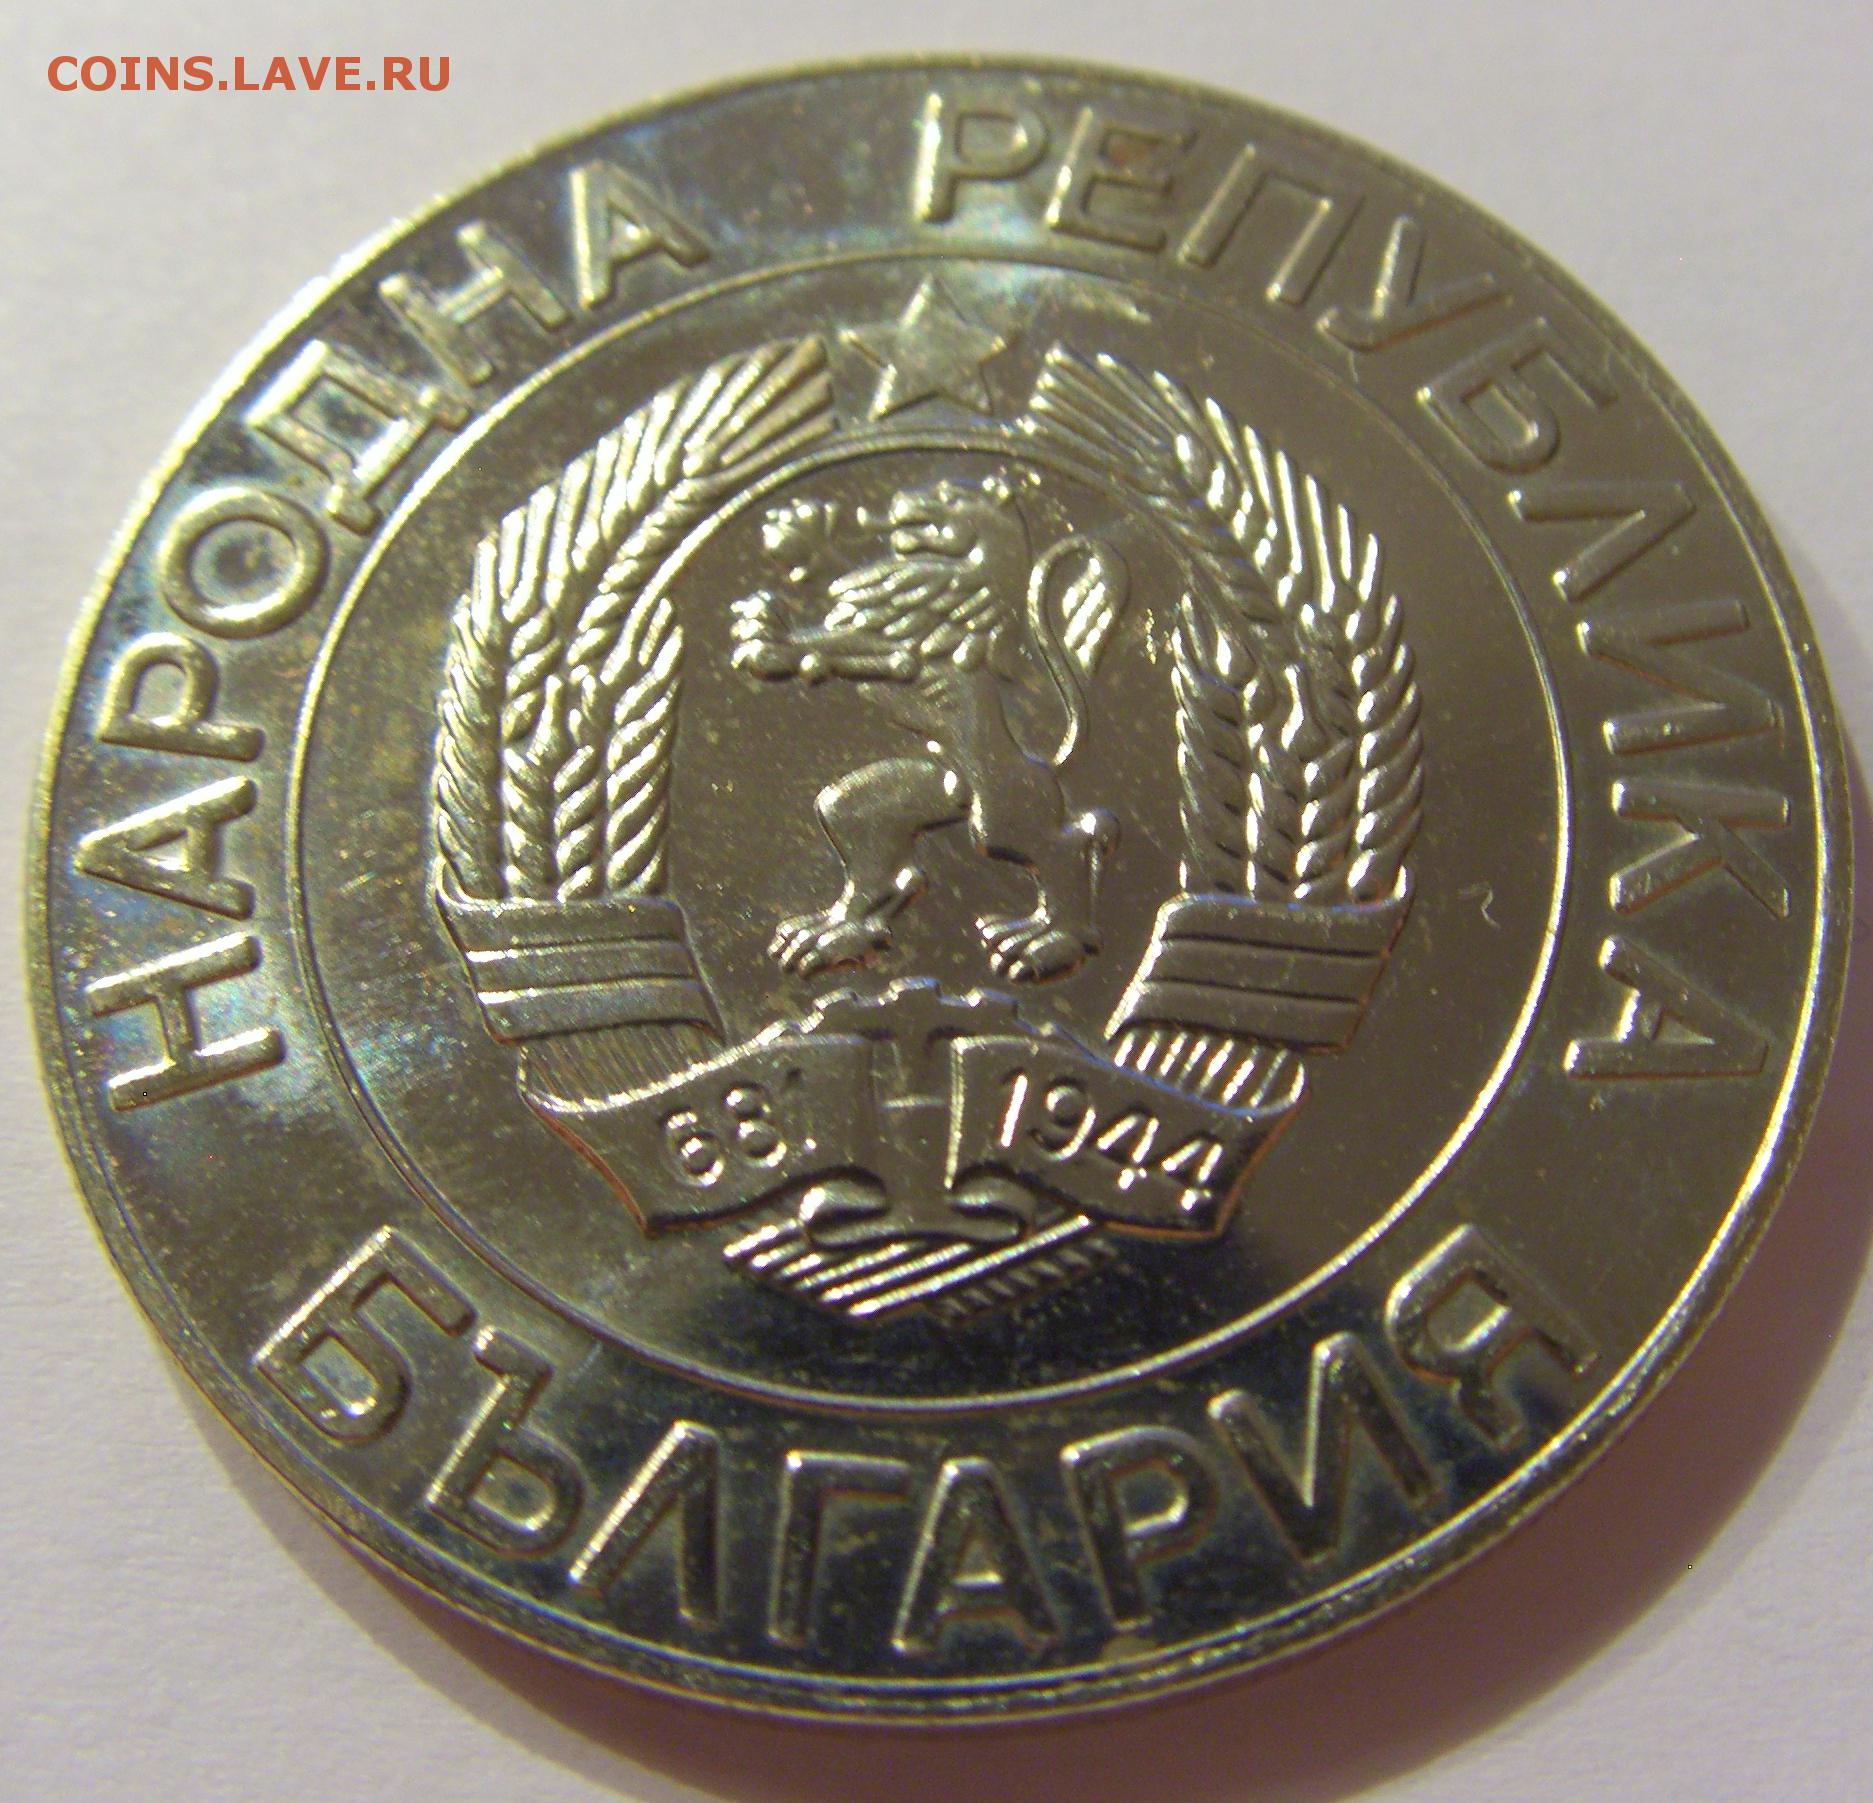 COINS.LAVE.RU
НАРОДНА РЕПУБЛИКА
681 1944
БЪЛГАРИЯ